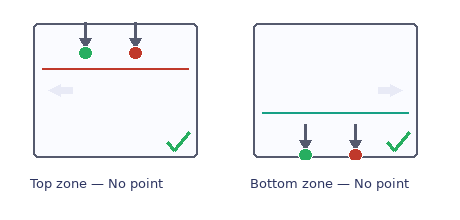 Top zone — No point
Bottom zone — No point